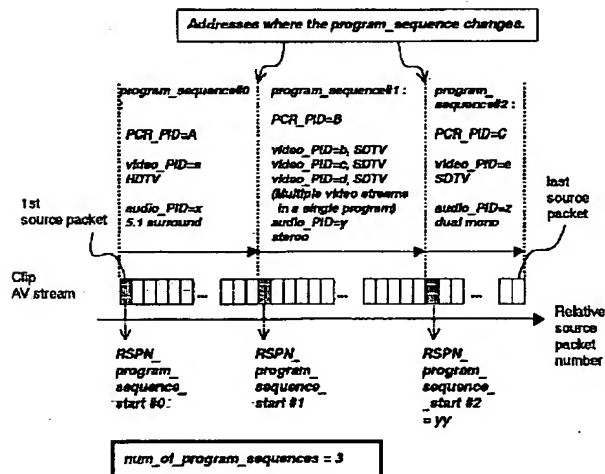 Addresses where the program_sequence changes.
program_sequence#0
PCR_PID=A
video_PID=a
HDTV
audio_PID=x
5.1 surround
program_sequence#1 :
PCR_PID=B
video_PID=b, SDTV
video_PID=c, SDTV
video_PID=d, SDTV
(Multiple video streams
in a single program)
audio_PID=y
stereo
program_
sequence#2 :
PCR_PID=C
video_PID=e
SDTV
audio_PID=z
dual mono
1st
source packet
last
source
packet
Clip
AV stream
...
...
...
Relative
source
packet
number
RSPN_
program_
sequence_
start #0 :
RSPN_
program_
sequence_
start #1
RSPN_
program_
sequence
_start #2
= yy
num_of_program_sequences = 3